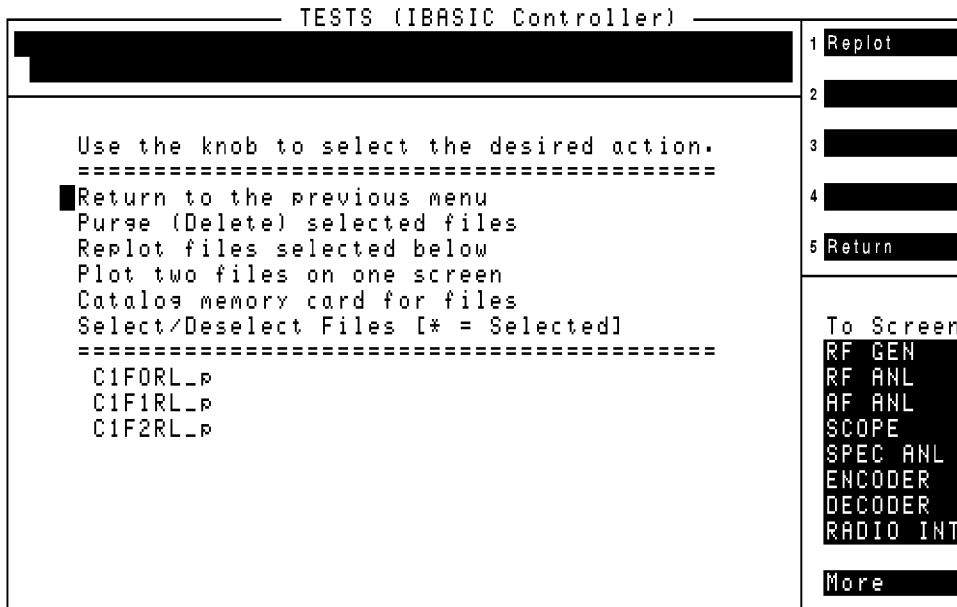 TESTS (IBASIC Controller)
1 Replot
2
3
4
5 Return
Use the knob to select the desired action.
==========================================
Return to the previous menu
Purge (Delete) selected files
Replot files selected below
Plot two files on one screen
Catalog memory card for files
Select/Deselect Files [* = Selected]
==========================================
C1F0RL_p
C1F1RL_p
C1F2RL_p
To Screen
RF GEN
RF ANL
AF ANL
SCOPE
SPEC ANL
ENCODER
DECODER
RADIO INT
More